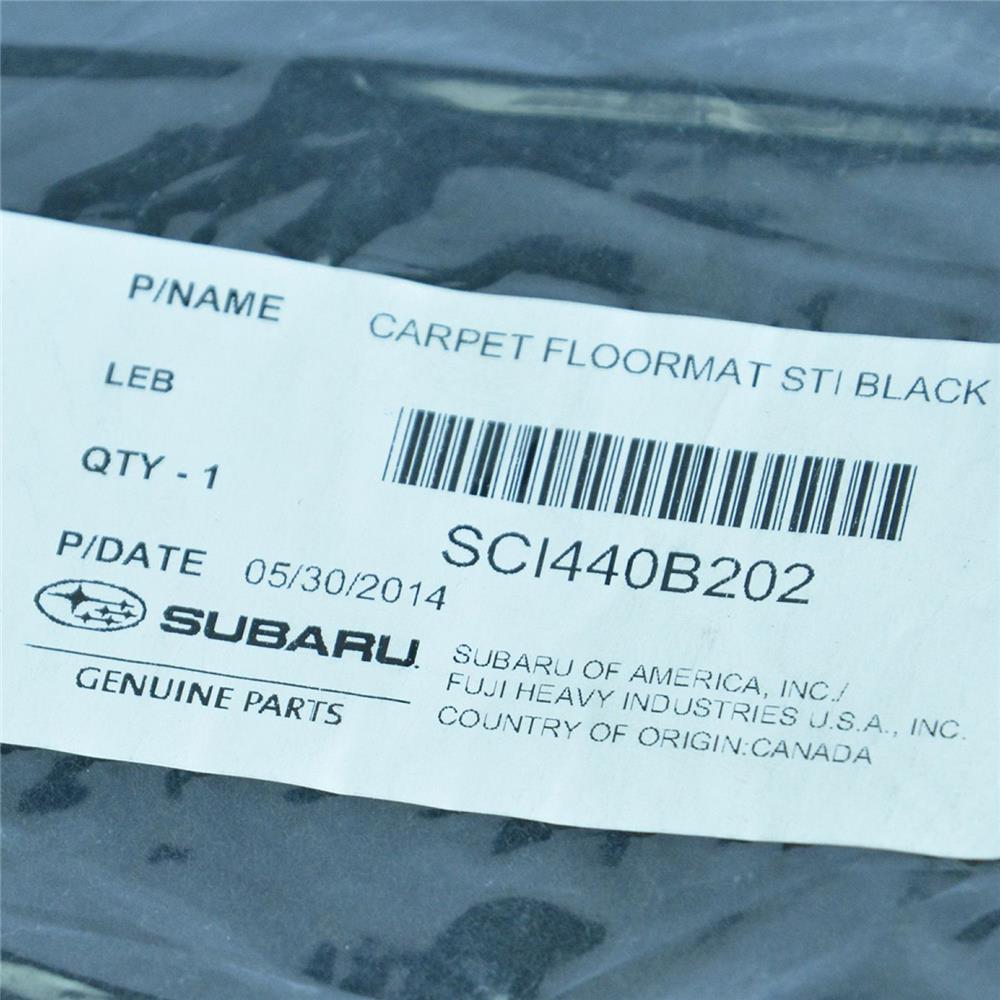 P/NAME CARPET FLOORMAT STI BLACK
LEB
QTY - 1
SCI440B202
P/DATE 05/30/2014
SUBARU.
GENUINE PARTS
SUBARU OF AMERICA, INC./
FUJI HEAVY INDUSTRIES U.S.A., INC.
COUNTRY OF ORIGIN:CANADA